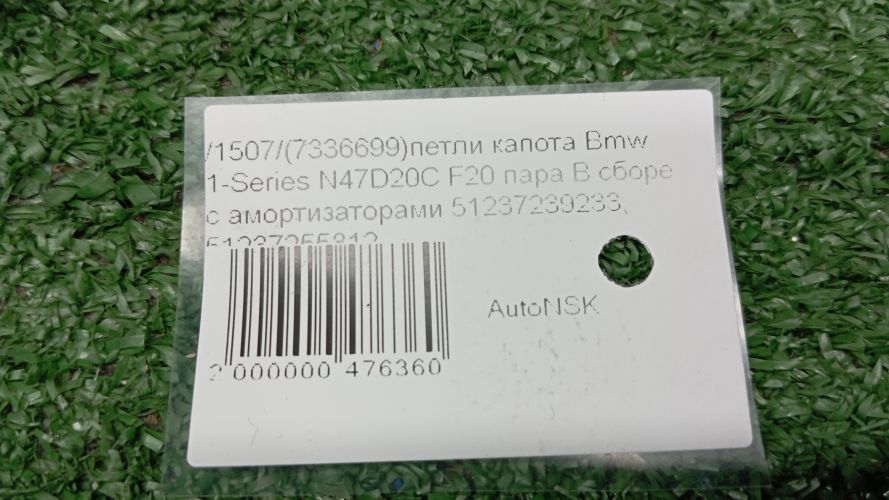 /1507/(7336699)петли капота Bmw
1-Series N47D20C F20 пара В сборе
с амортизаторами 51237239233,
AutoNSK
2 000000 476360